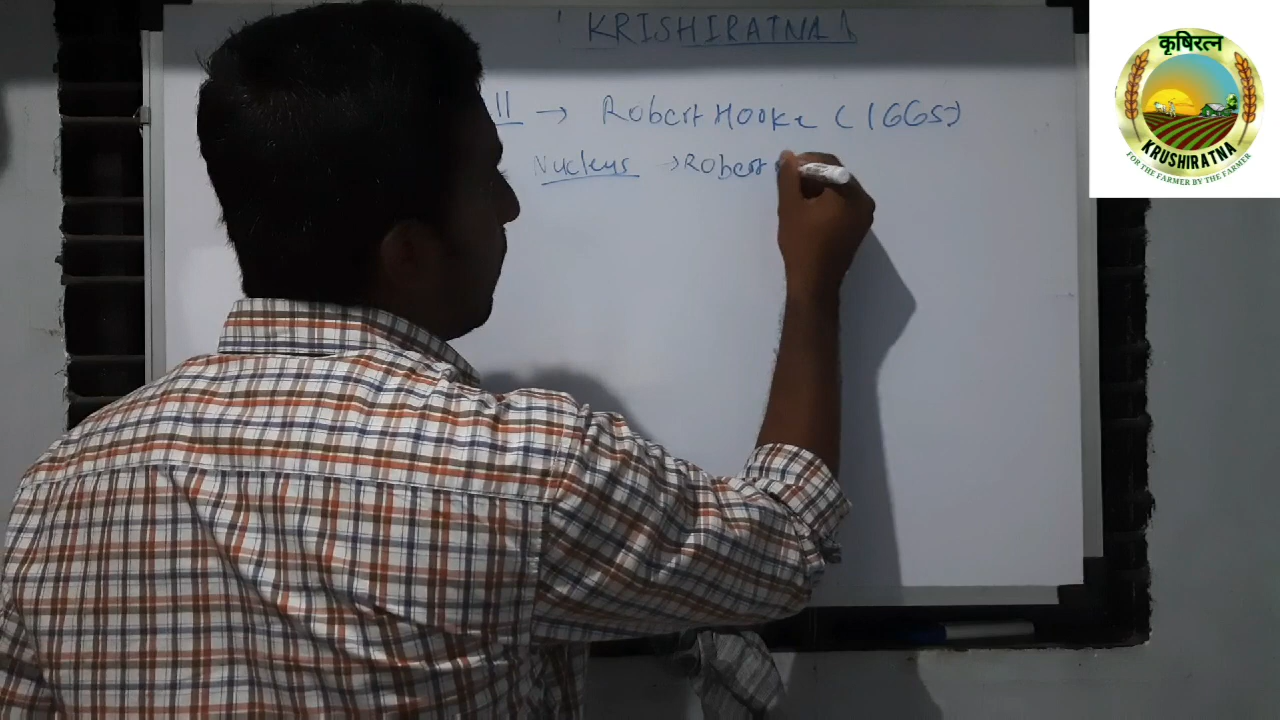 KRISHIRATNA
ll → Robert Hooke (1665)
Nucleus → Robert
कृषिरत्न
KRUSHIRATNA
FOR THE FARMER BY THE FARMER